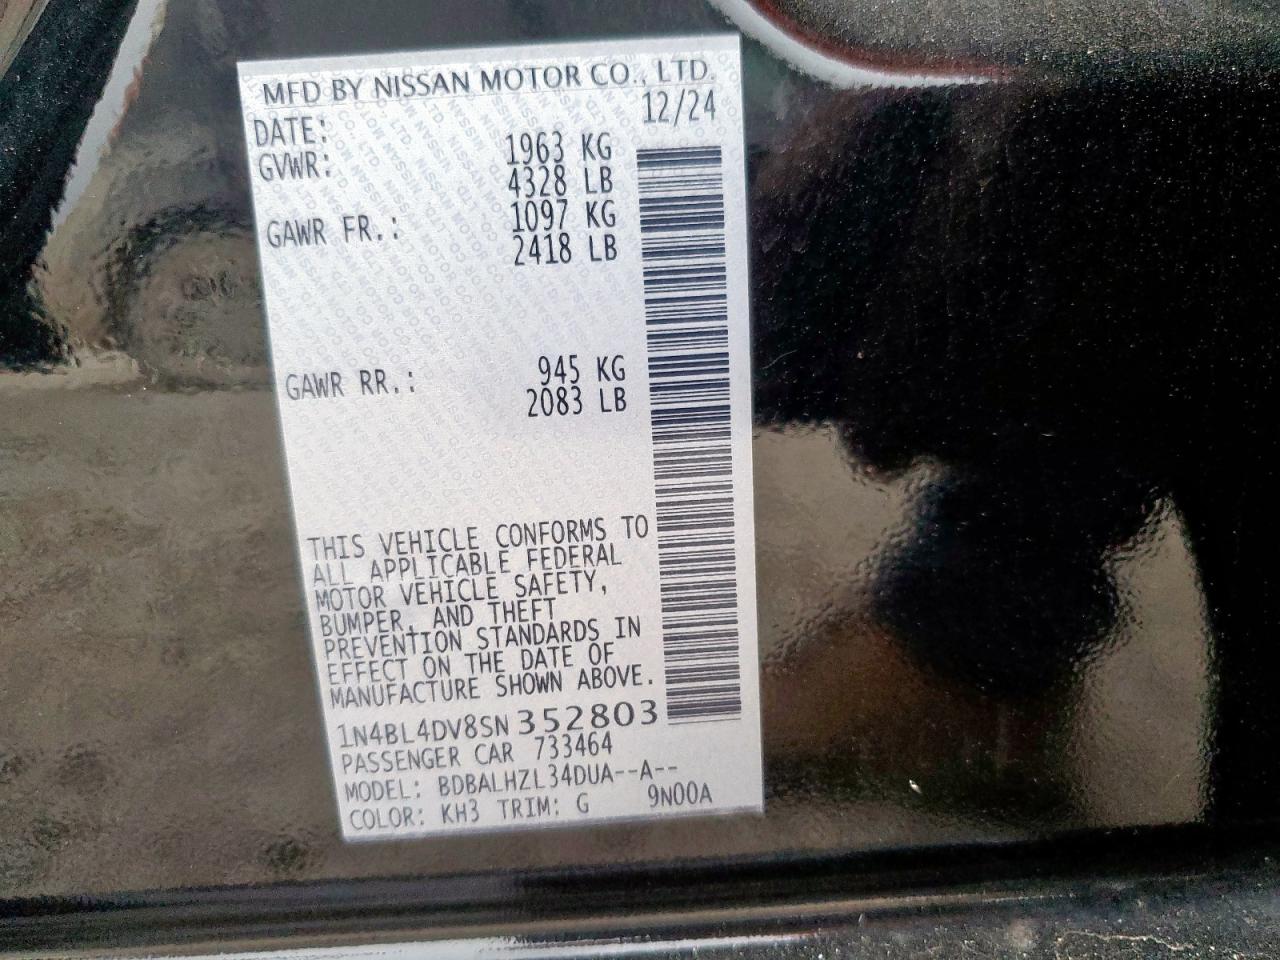 MFD BY NISSAN MOTOR CO., LTD.
DATE: 12/24
GVWR: 1963 KG
4328 LB
GAWR FR.: 1097 KG
2418 LB
GAWR RR.: 945 KG
2083 LB
THIS VEHICLE CONFORMS TO
ALL APPLICABLE FEDERAL
MOTOR VEHICLE SAFETY,
BUMPER, AND THEFT
PREVENTION STANDARDS IN
EFFECT ON THE DATE OF
MANUFACTURE SHOWN ABOVE.
1N4BL4DV8SN352803
PASSENGER CAR 733464
MODEL: BDBALHZL34DUA--A--
COLOR: KH3 TRIM: G 9N00A